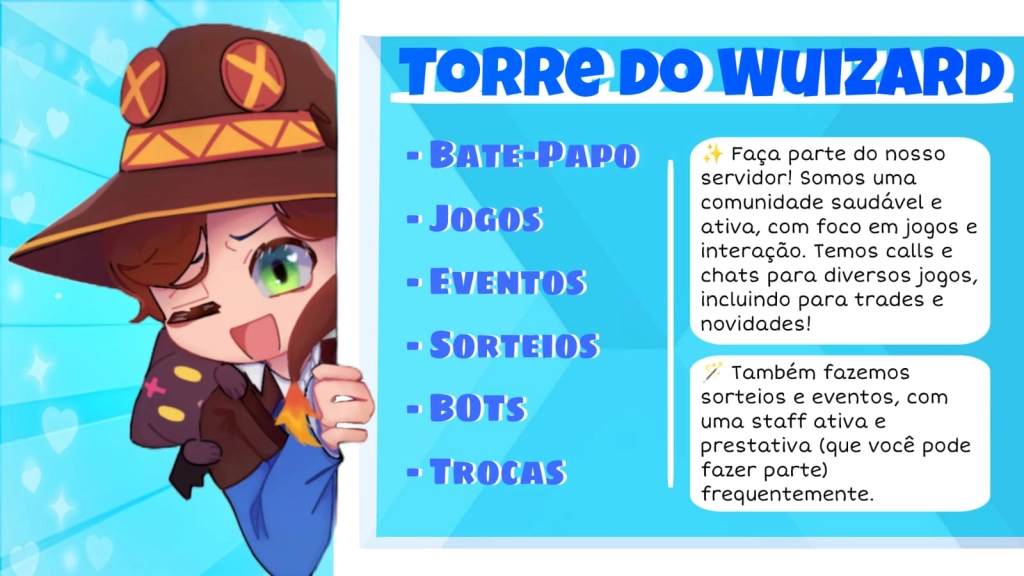 Torre do Wuizard
- Bate-Papo
- Jogos
- Eventos
- Sorteios
- BOTs
- Trocas
✨ Faça parte do nosso
servidor! Somos uma
comunidade saudável e
ativa, com foco em jogos e
interação. Temos calls e
chats para diversos jogos,
incluindo para trades e
novidades!
🪄 Também fazemos
sorteios e eventos, com
uma staff ativa e
prestativa (que você pode
fazer parte)
frequentemente.